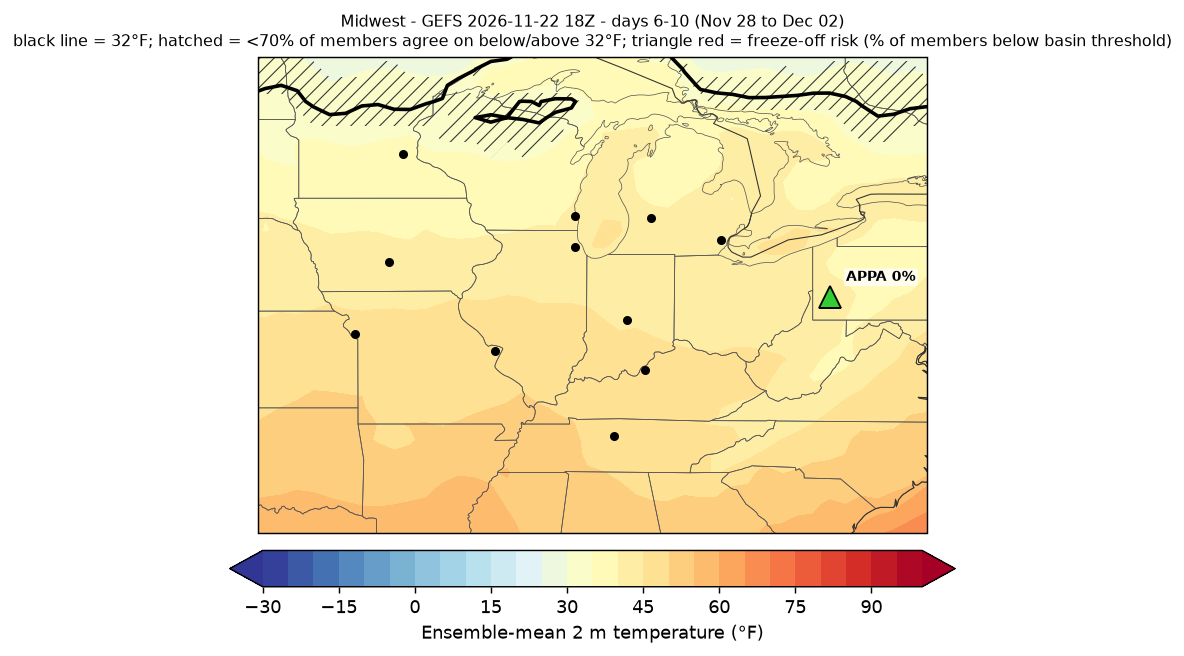 Midwest - GEFS 2026-11-22 18Z - days 6-10 (Nov 28 to Dec 02)
black line = 32°F; hatched = <70% of members agree on below/above 32°F; triangle red = freeze-off risk (% of members below basin threshold)
APPA 0%
−30 −15 0 15 30 45 60 75 90
Ensemble-mean 2 m temperature (°F)